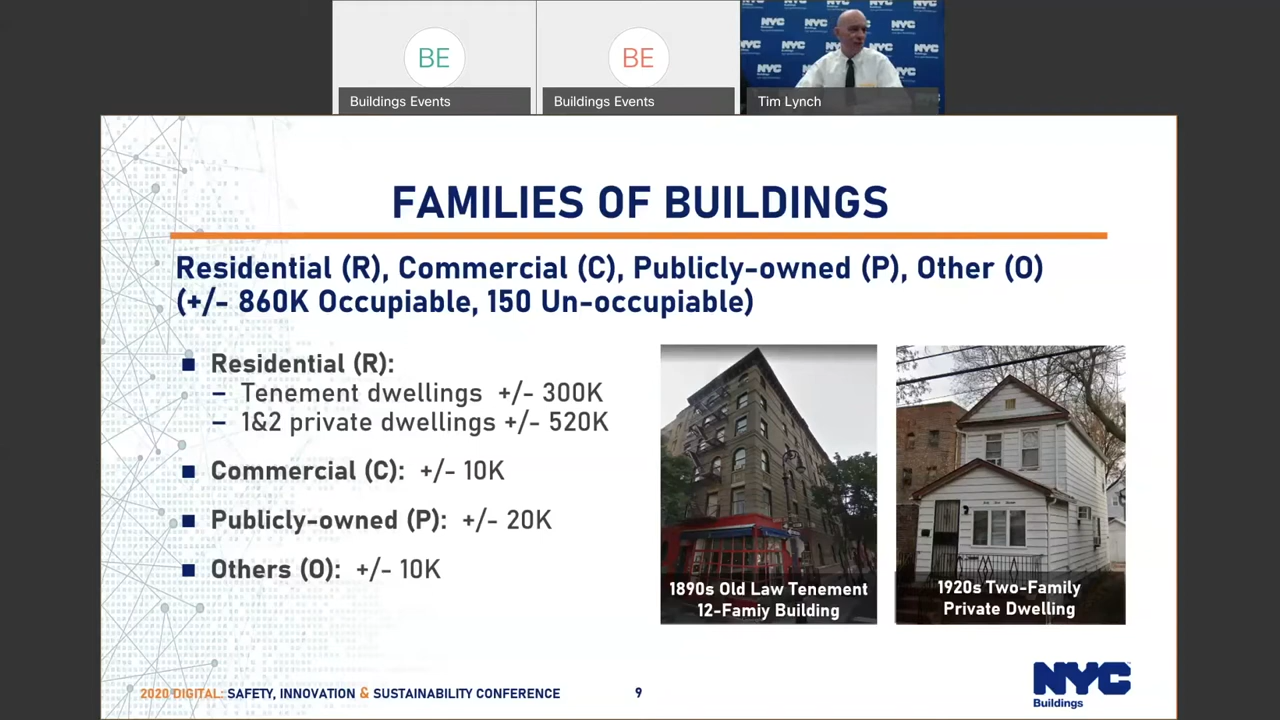 BE
BE
Buildings Events
Buildings Events
Tim Lynch
FAMILIES OF BUILDINGS
Residential (R), Commercial (C), Publicly-owned (P), Other (O)
(+/- 860K Occupiable, 150 Un-occupiable)
Residential (R):
– Tenement dwellings +/- 300K
– 1&2 private dwellings +/- 520K
Commercial (C): +/- 10K
Publicly-owned (P): +/- 20K
Others (O): +/- 10K
1890s Old Law Tenement
12-Famiy Building
1920s Two-Family
Private Dwelling
2020 DIGITAL: SAFETY, INNOVATION & SUSTAINABILITY CONFERENCE
9
NYC
Buildings